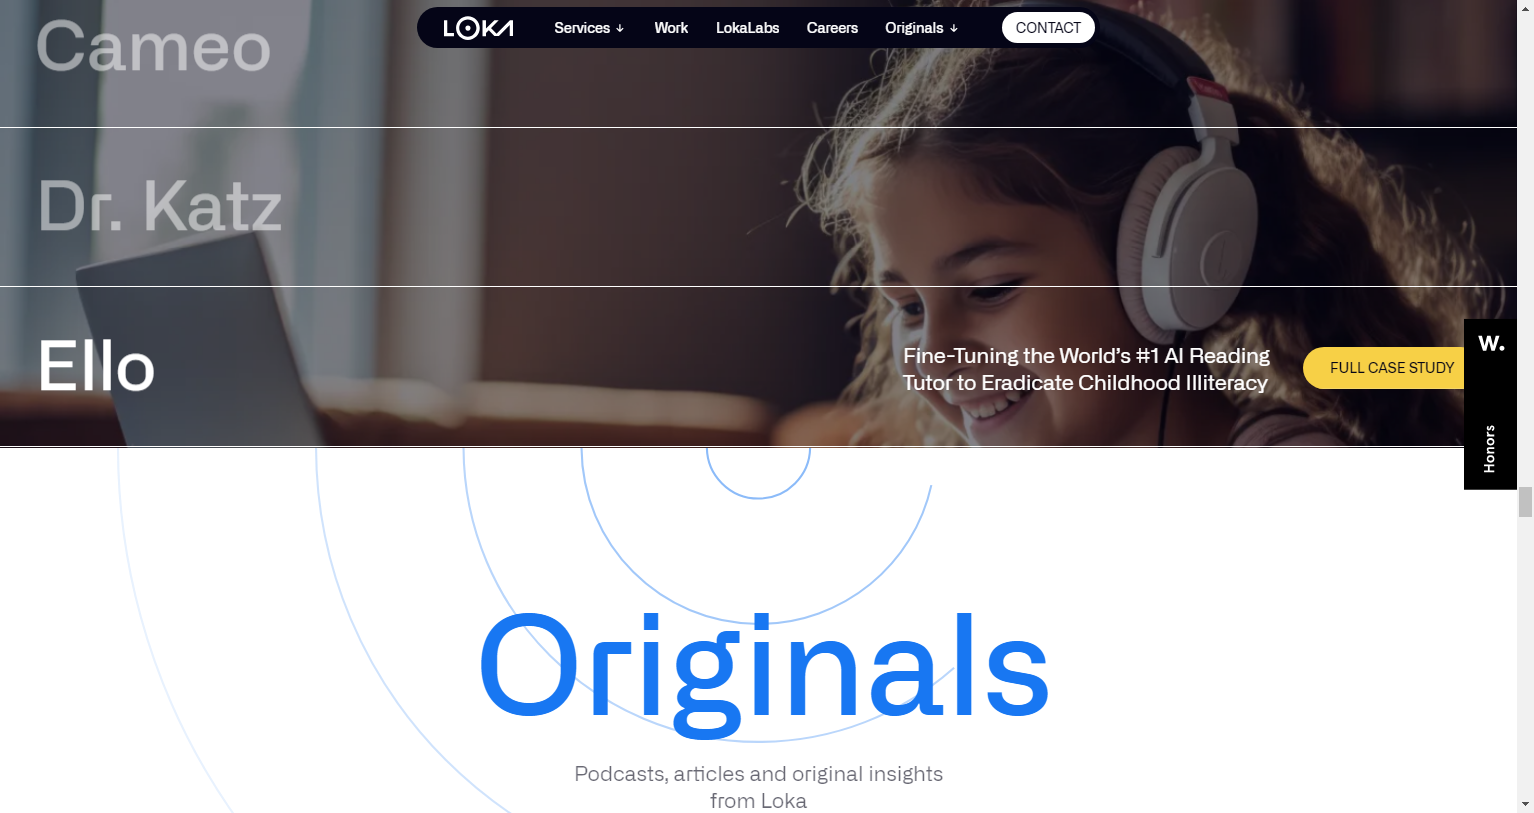 Cameo
LOKA
Services ↓
Work
LokaLabs
Careers
Originals ↓
CONTACT
Dr. Katz
Ello
Fine-Tuning the World's #1 AI Reading
Tutor to Eradicate Childhood Illiteracy
FULL CASE STUDY
W.
Honors
Originals
Podcasts, articles and original insights
from Loka